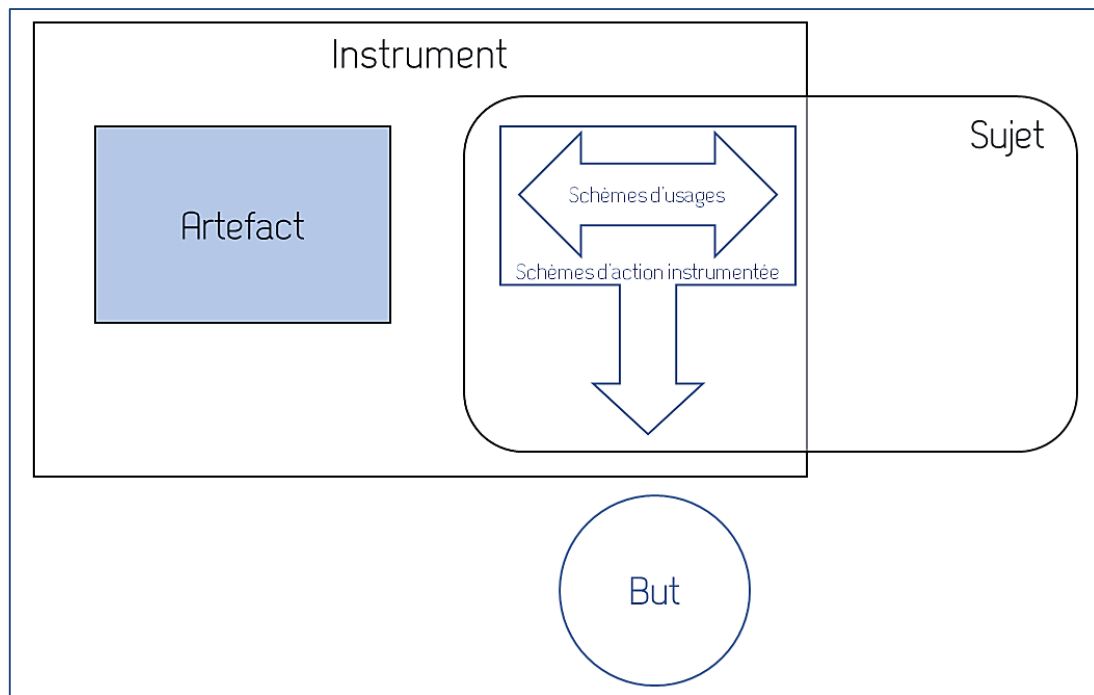 Instrument
Sujet
Artefact
Schèmes d'usages
Schèmes d'action instrumentée
But